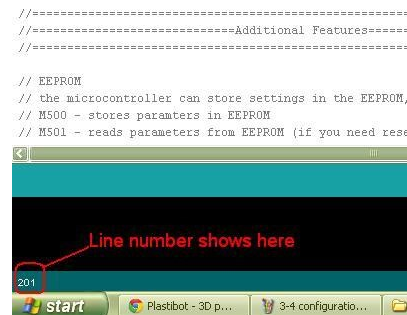 //=====================================================
//=============================Additional Features=====
//=====================================================
// EEPROM
// the microcontroller can store settings in the EEPROM,
// M500 - stores paramters in EEPROM
// M501 - reads parameters from EEPROM (if you need rese
Line number shows here
201
start Plastibot - 3D p... 3-4 configuratio...